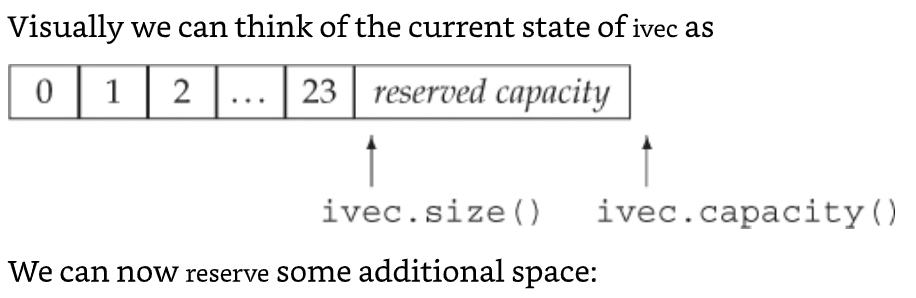 Visually we can think of the current state of ivec as
0 1 2 ... 23 reserved capacity
ivec.size() ivec.capacity()
We can now reserve some additional space: